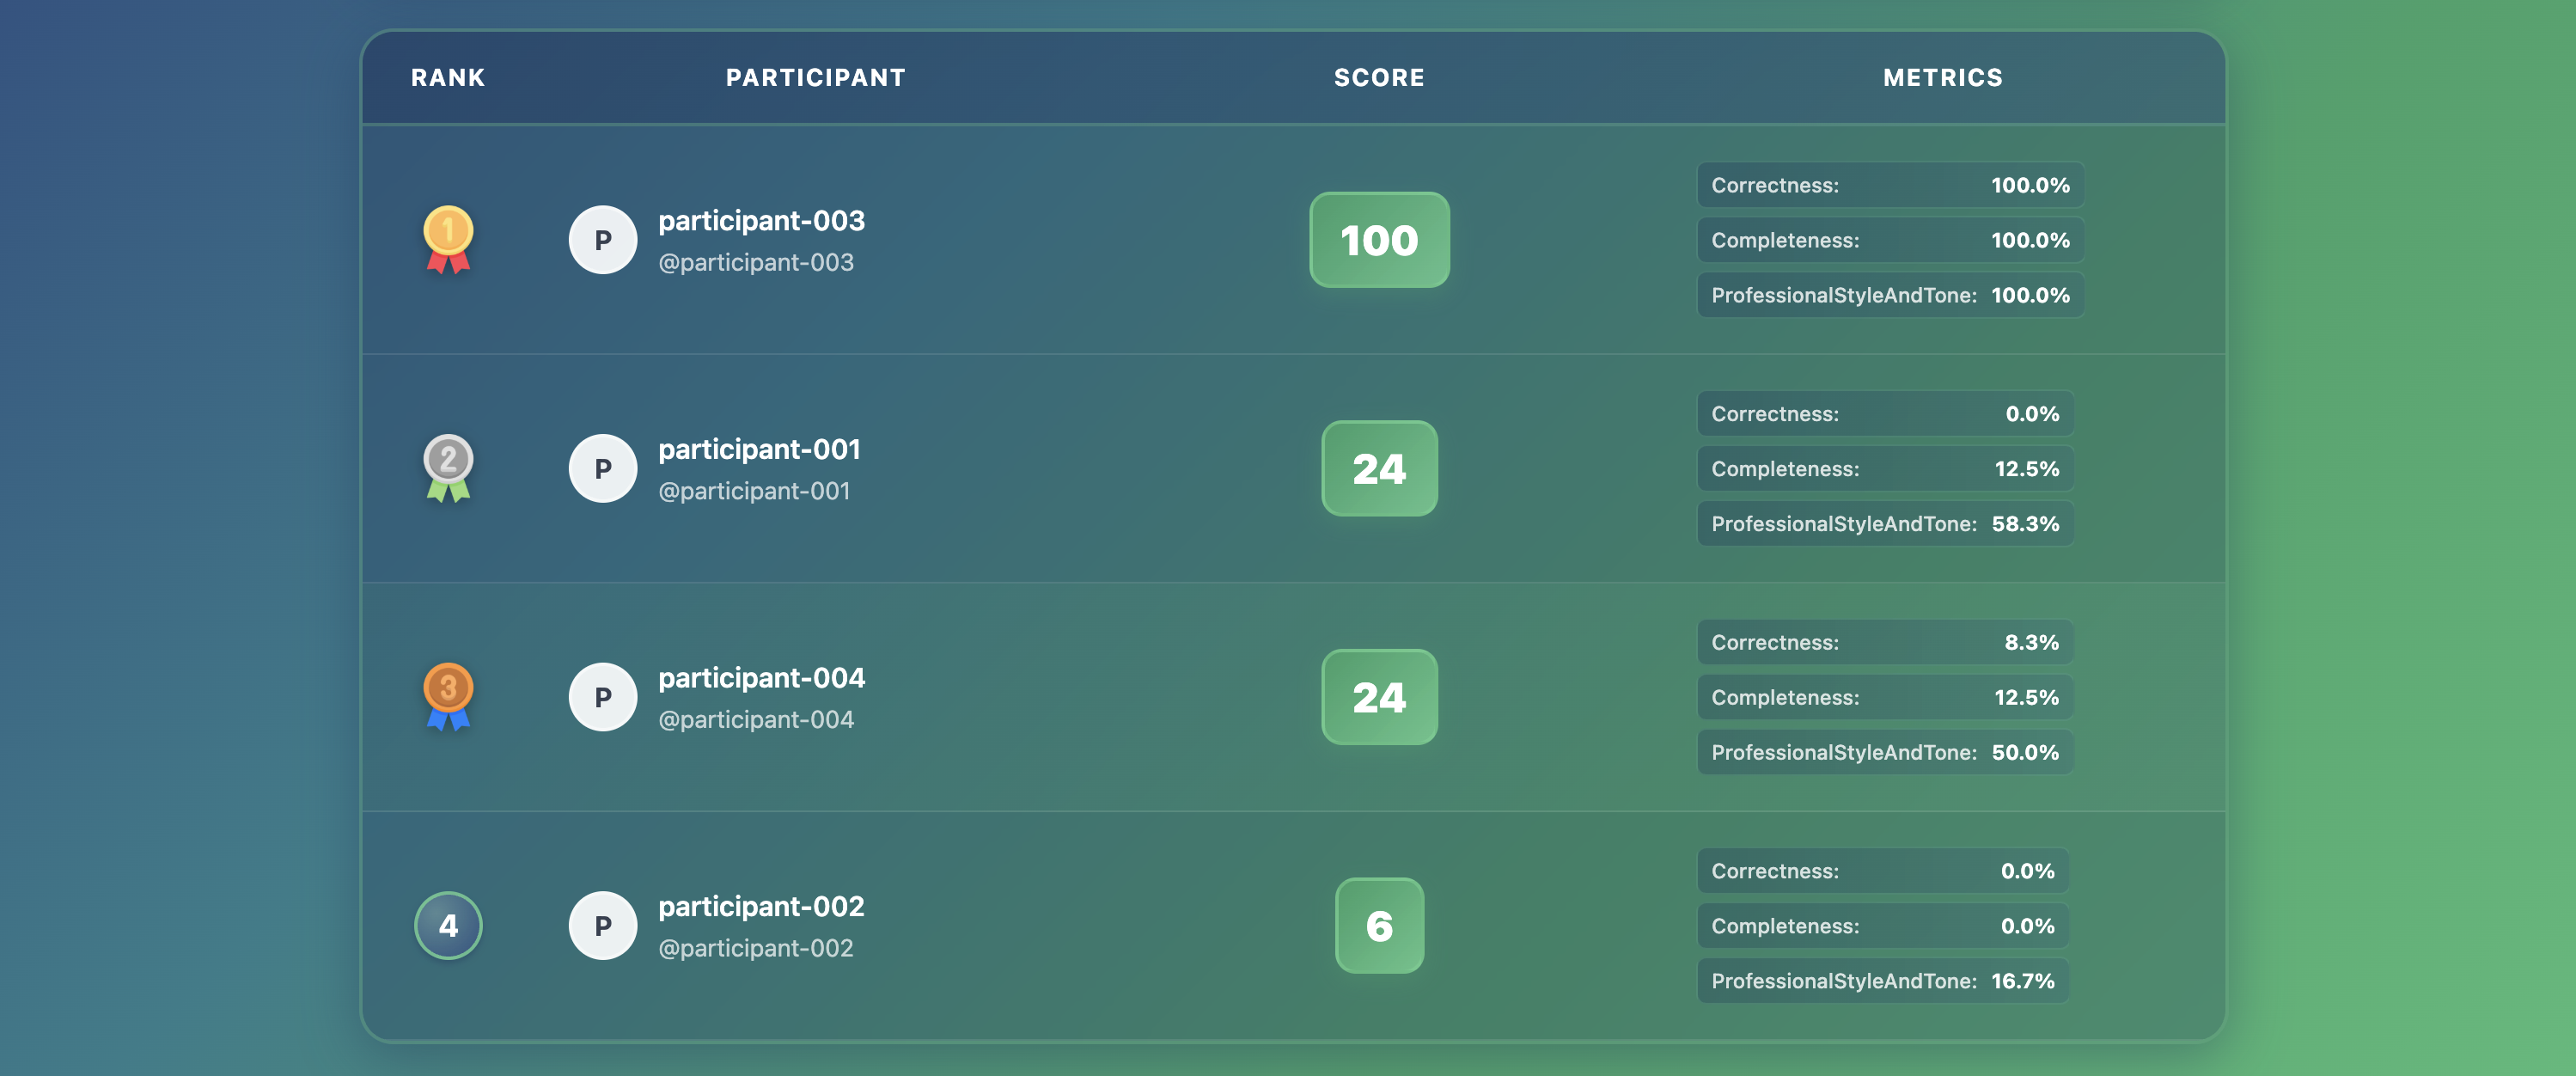 RANK PARTICIPANT SCORE METRICS
1
P
participant-003
@participant-003
100
Correctness: 100.0%
Completeness: 100.0%
ProfessionalStyleAndTone: 100.0%
2
P
participant-001
@participant-001
24
Correctness: 0.0%
Completeness: 12.5%
ProfessionalStyleAndTone: 58.3%
3
P
participant-004
@participant-004
24
Correctness: 8.3%
Completeness: 12.5%
ProfessionalStyleAndTone: 50.0%
4
P
participant-002
@participant-002
6
Correctness: 0.0%
Completeness: 0.0%
ProfessionalStyleAndTone: 16.7%